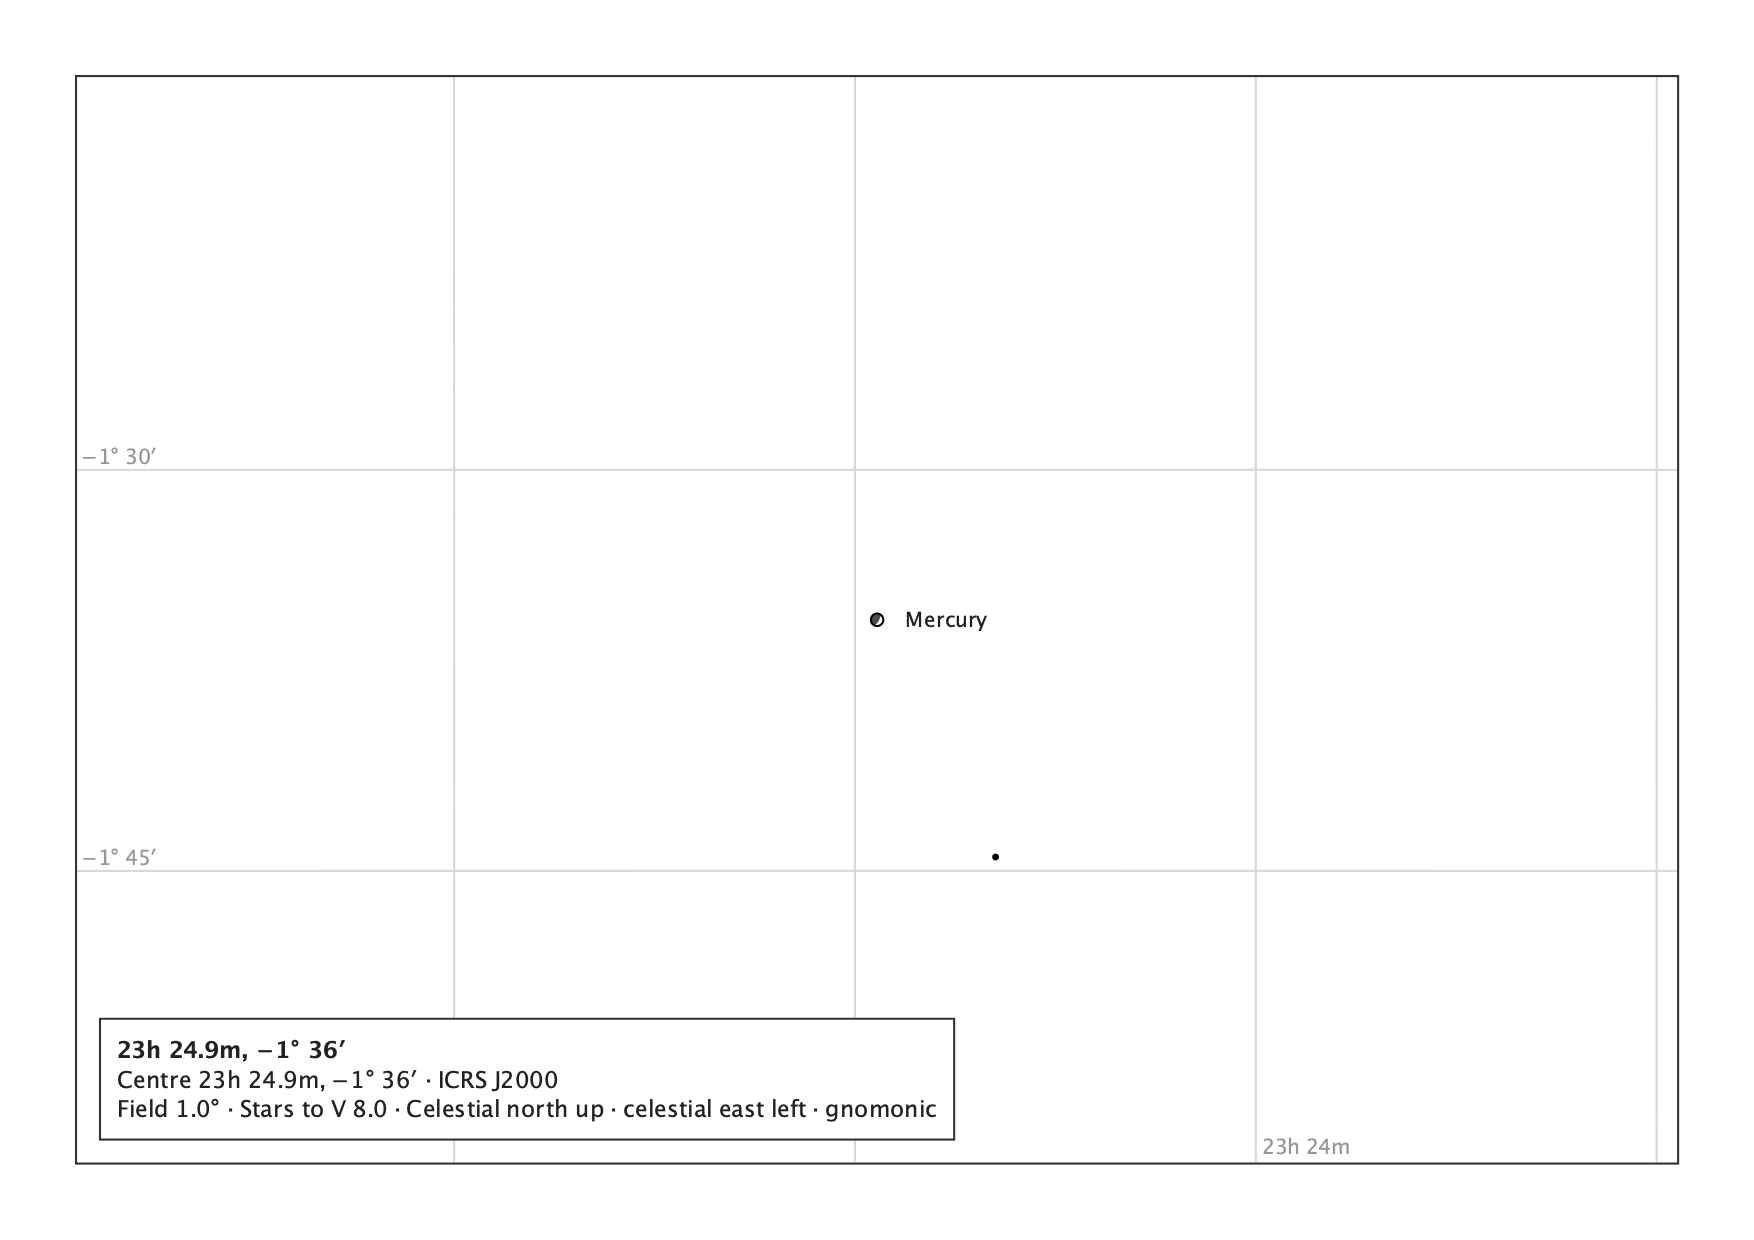 −1° 30′
Mercury
−1° 45′
23h 24.9m, −1° 36′
Centre 23h 24.9m, −1° 36′ · ICRS J2000
Field 1.0° · Stars to V 8.0 · Celestial north up · celestial east left · gnomonic
23h 24m